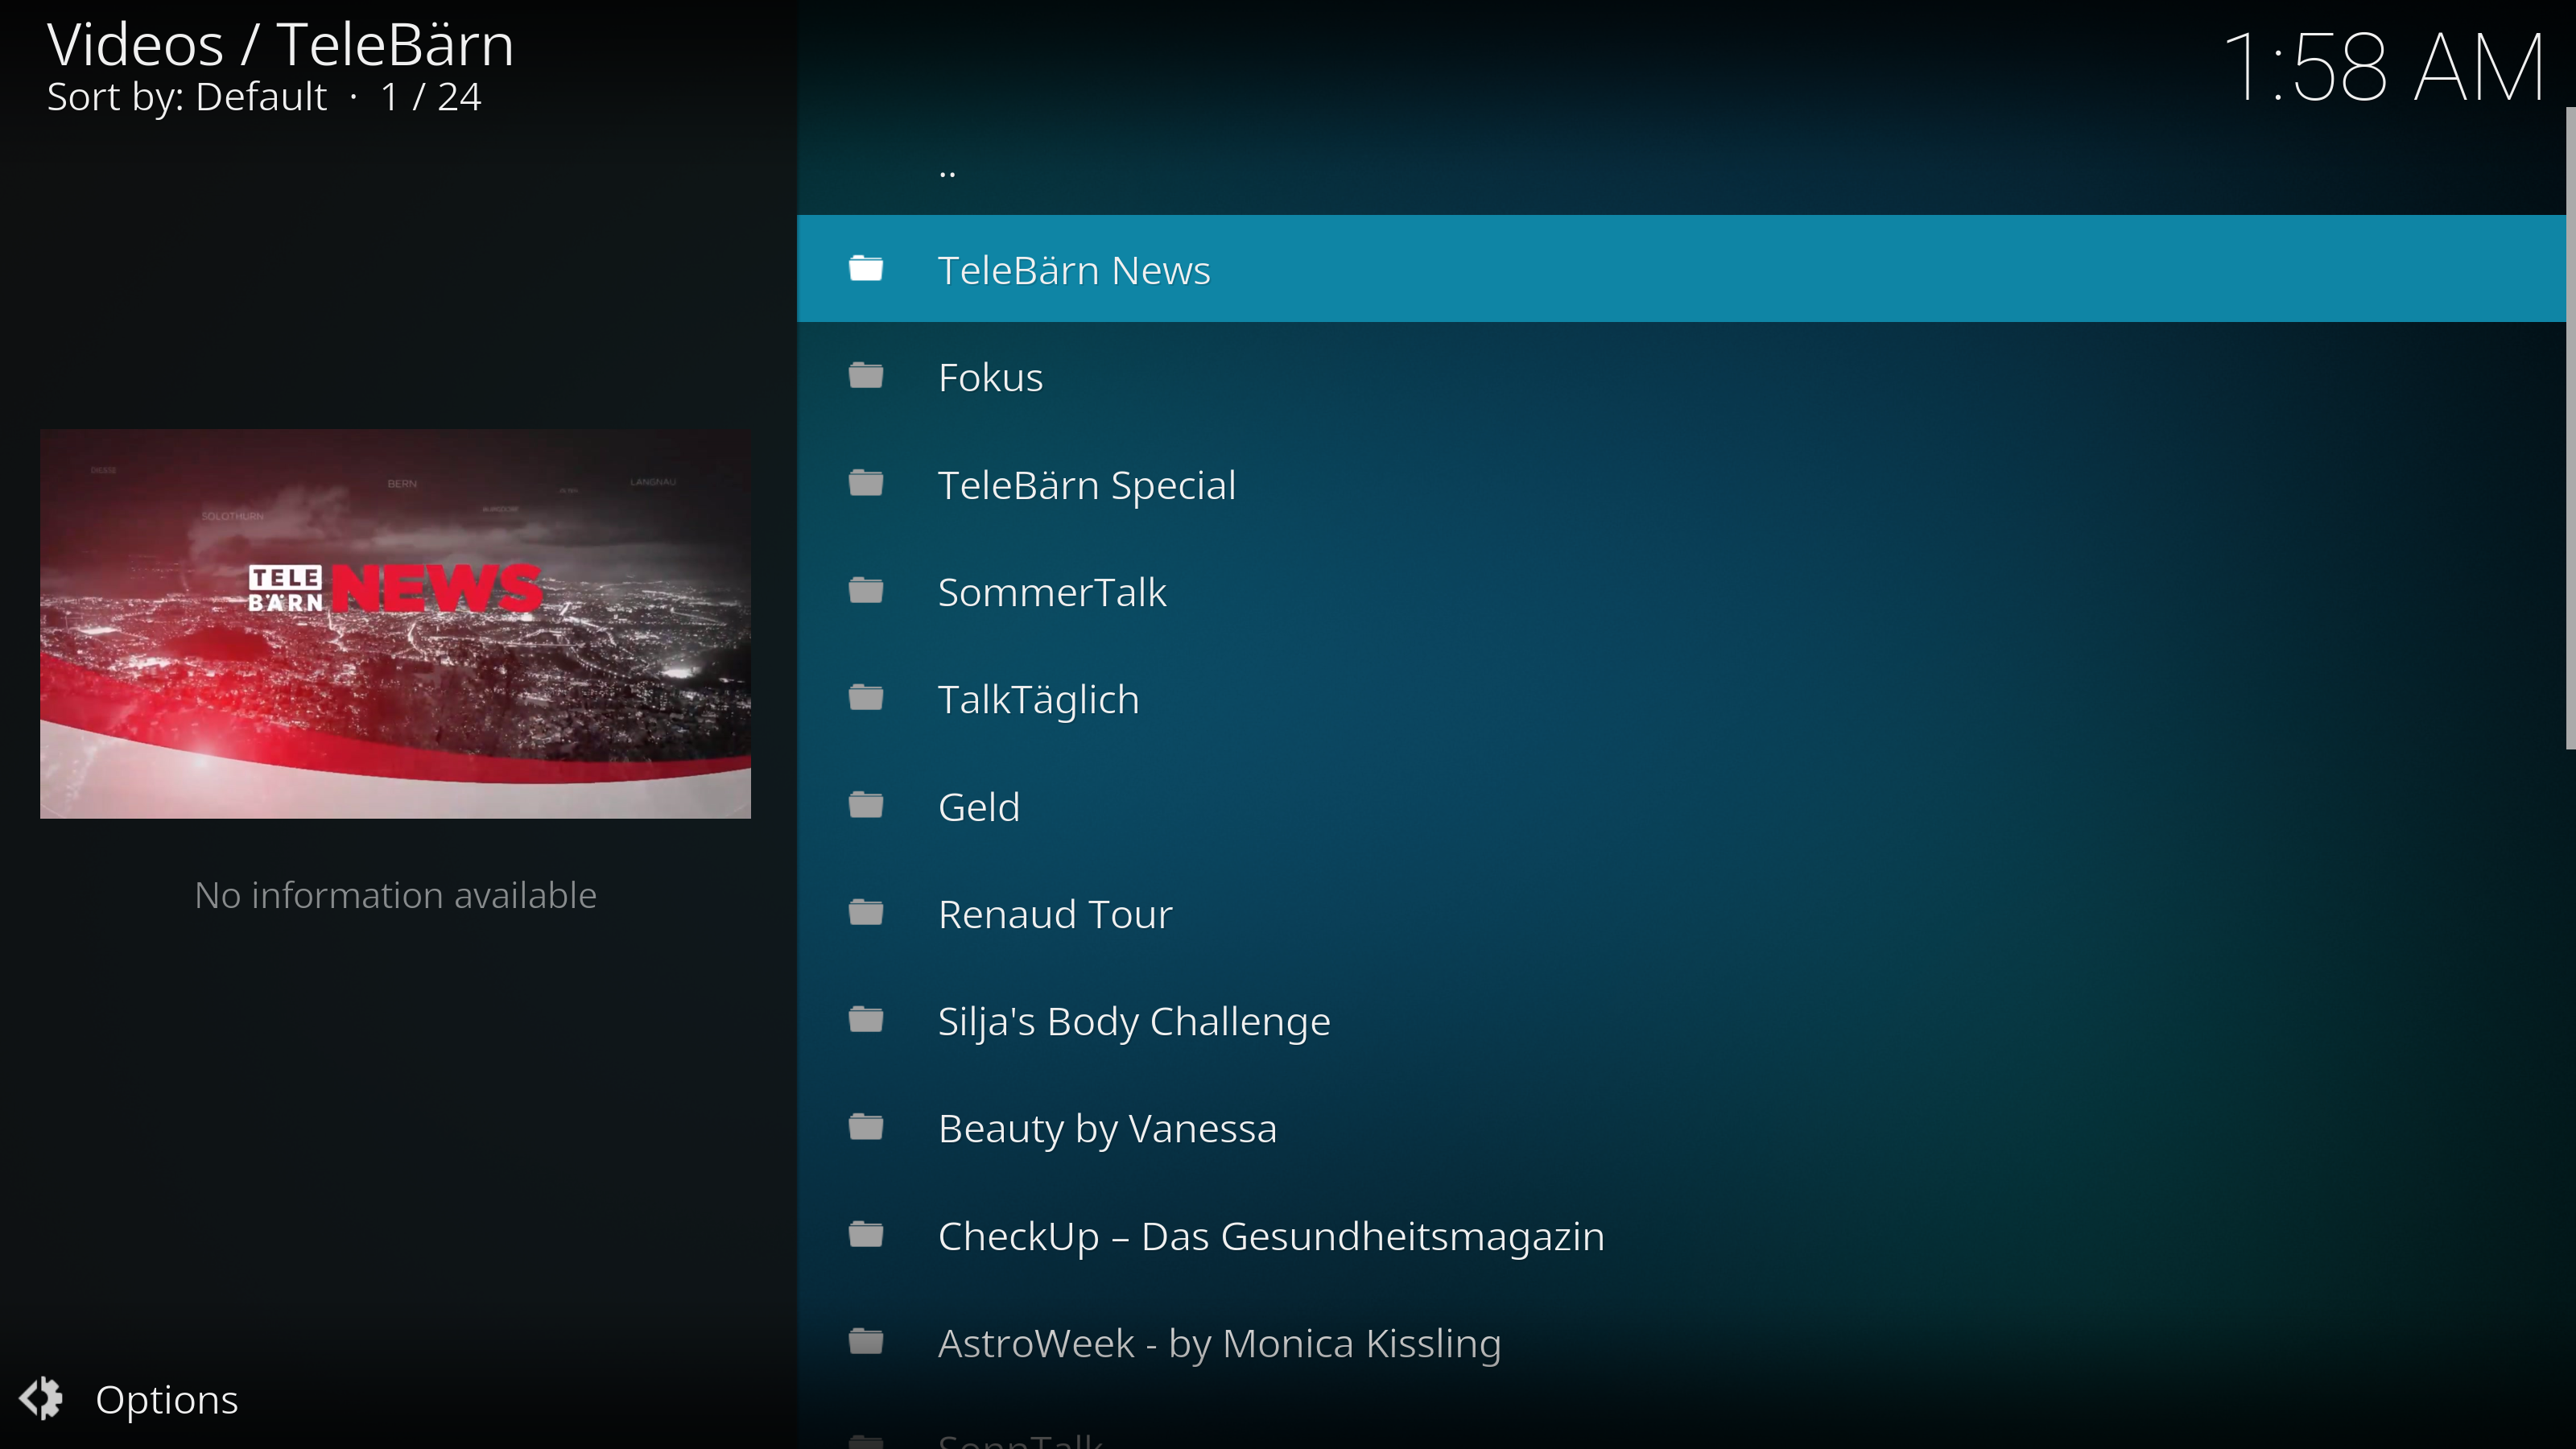 Videos / TeleBärn
Sort by: Default · 1 / 24
1:58 AM
..
TeleBärn News
Fokus
TeleBärn Special
SommerTalk
TalkTäglich
Geld
Renaud Tour
Silja's Body Challenge
Beauty by Vanessa
CheckUp – Das Gesundheitsmagazin
AstroWeek - by Monica Kissling
SonnTalk
BERN
LANGNAU
SOLOTHURN
TELE
BÄRN
NEWS
No information available
Options